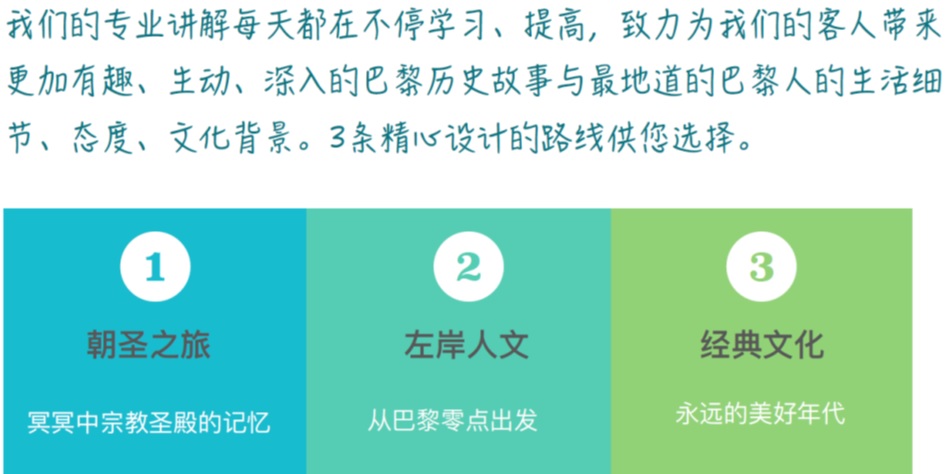 我们的专业讲解每天都在不停学习、提高，致力为我们的客人带来
更加有趣、生动、深入的巴黎历史故事与最地道的巴黎人的生活细
节、态度、文化背景。3条精心设计的路线供您选择。
1
朝圣之旅
冥冥中宗教圣殿的记忆
2
左岸人文
从巴黎零点出发
3
经典文化
永远的美好年代